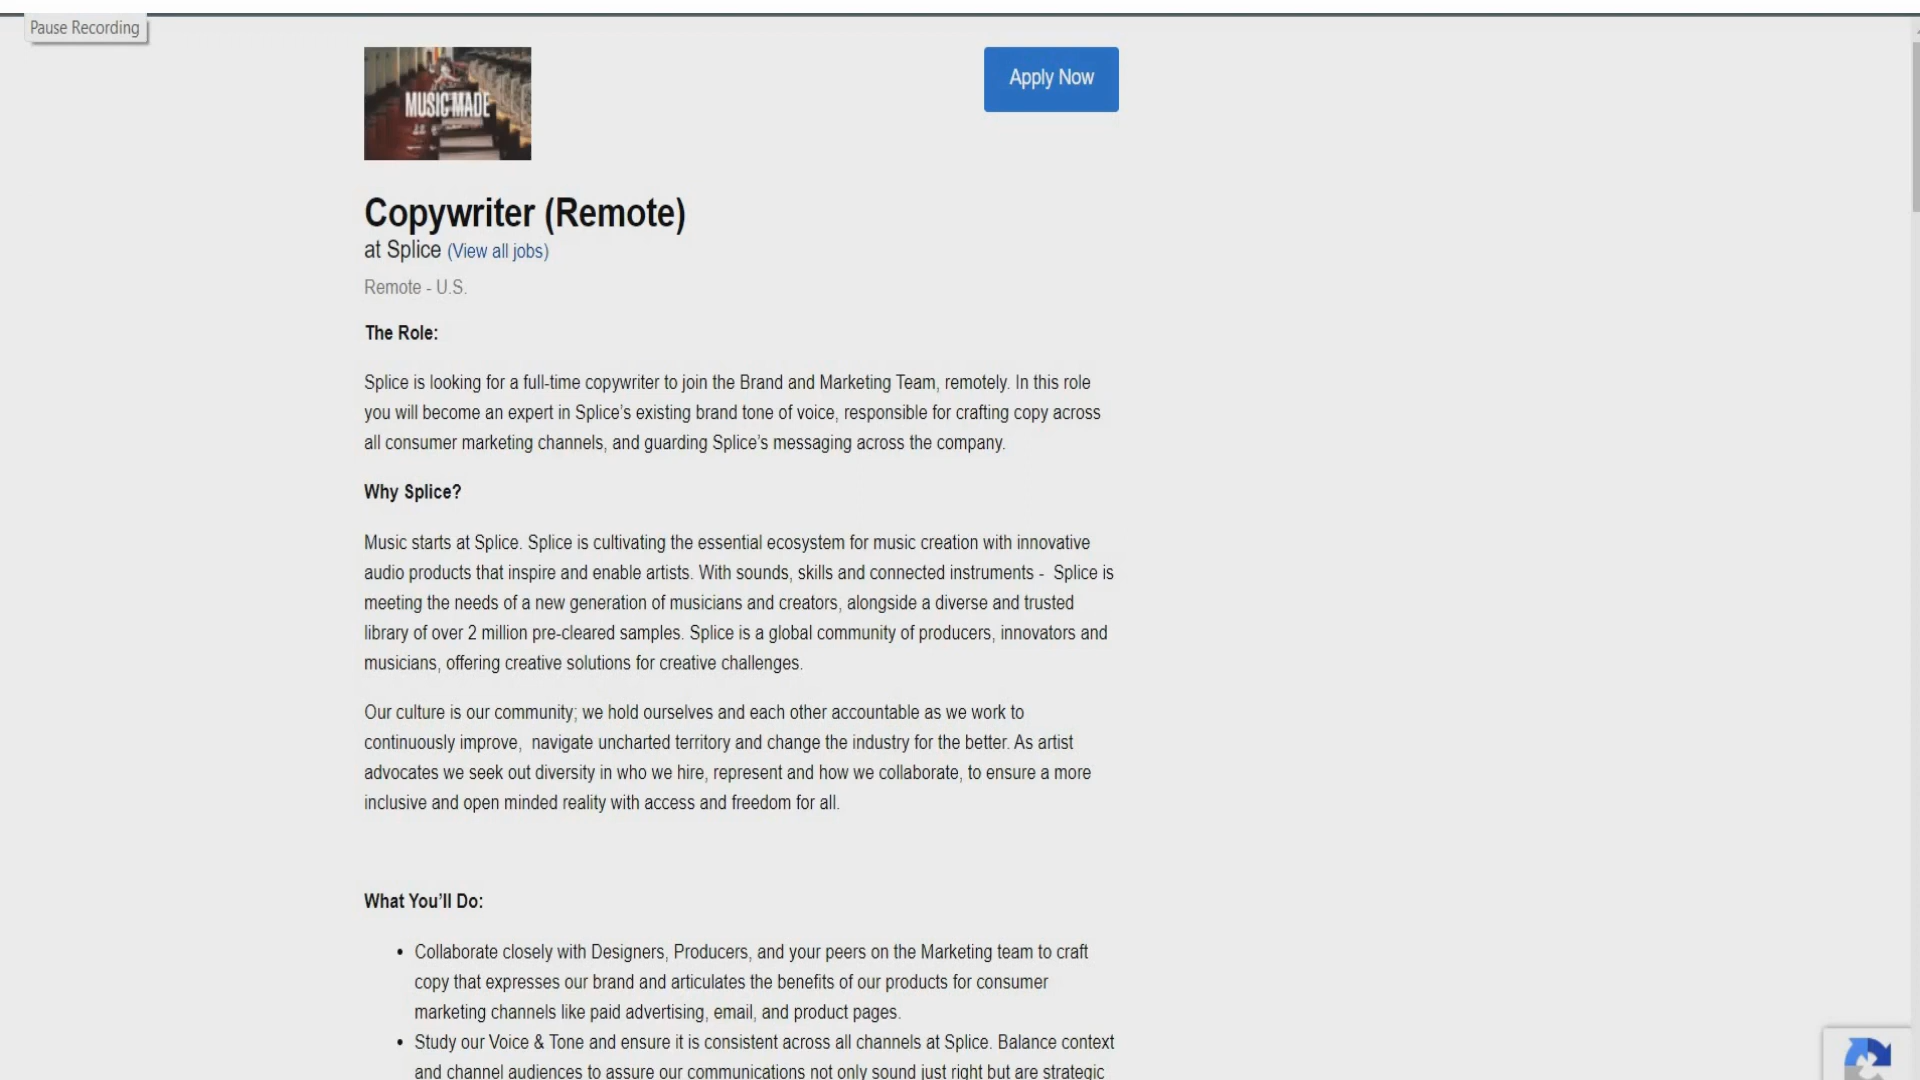 Pause Recording
MUSIC MADE
Apply Now
Copywriter (Remote)
at Splice (View all jobs)
Remote - U.S.
The Role:
Splice is looking for a full-time copywriter to join the Brand and Marketing Team, remotely. In this role
you will become an expert in Splice’s existing brand tone of voice, responsible for crafting copy across
all consumer marketing channels, and guarding Splice’s messaging across the company.
Why Splice?
Music starts at Splice. Splice is cultivating the essential ecosystem for music creation with innovative
audio products that inspire and enable artists. With sounds, skills and connected instruments -  Splice is
meeting the needs of a new generation of musicians and creators, alongside a diverse and trusted
library of over 2 million pre-cleared samples. Splice is a global community of producers, innovators and
musicians, offering creative solutions for creative challenges.
Our culture is our community; we hold ourselves and each other accountable as we work to
continuously improve,  navigate uncharted territory and change the industry for the better. As artist
advocates we seek out diversity in who we hire, represent and how we collaborate, to ensure a more
inclusive and open minded reality with access and freedom for all.
What You’ll Do:
• Collaborate closely with Designers, Producers, and your peers on the Marketing team to craft
copy that expresses our brand and articulates the benefits of our products for consumer
marketing channels like paid advertising, email, and product pages.
• Study our Voice & Tone and ensure it is consistent across all channels at Splice. Balance context
and channel audiences to assure our communications not only sound just right but are strategic